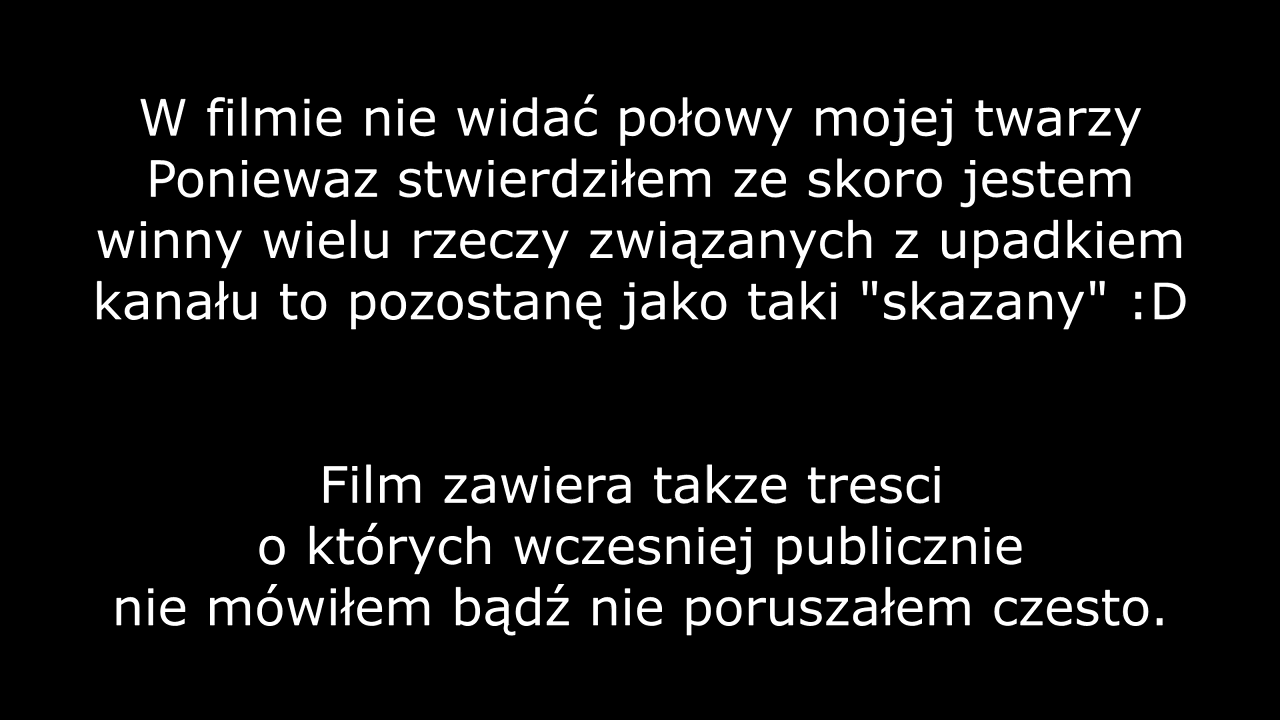 W filmie nie widać połowy mojej twarzy
Poniewaz stwierdziłem ze skoro jestem
winny wielu rzeczy związanych z upadkiem
kanału to pozostanę jako taki "skazany" :D
Film zawiera takze tresci
o których wczesniej publicznie
nie mówiłem bądź nie poruszałem czesto.